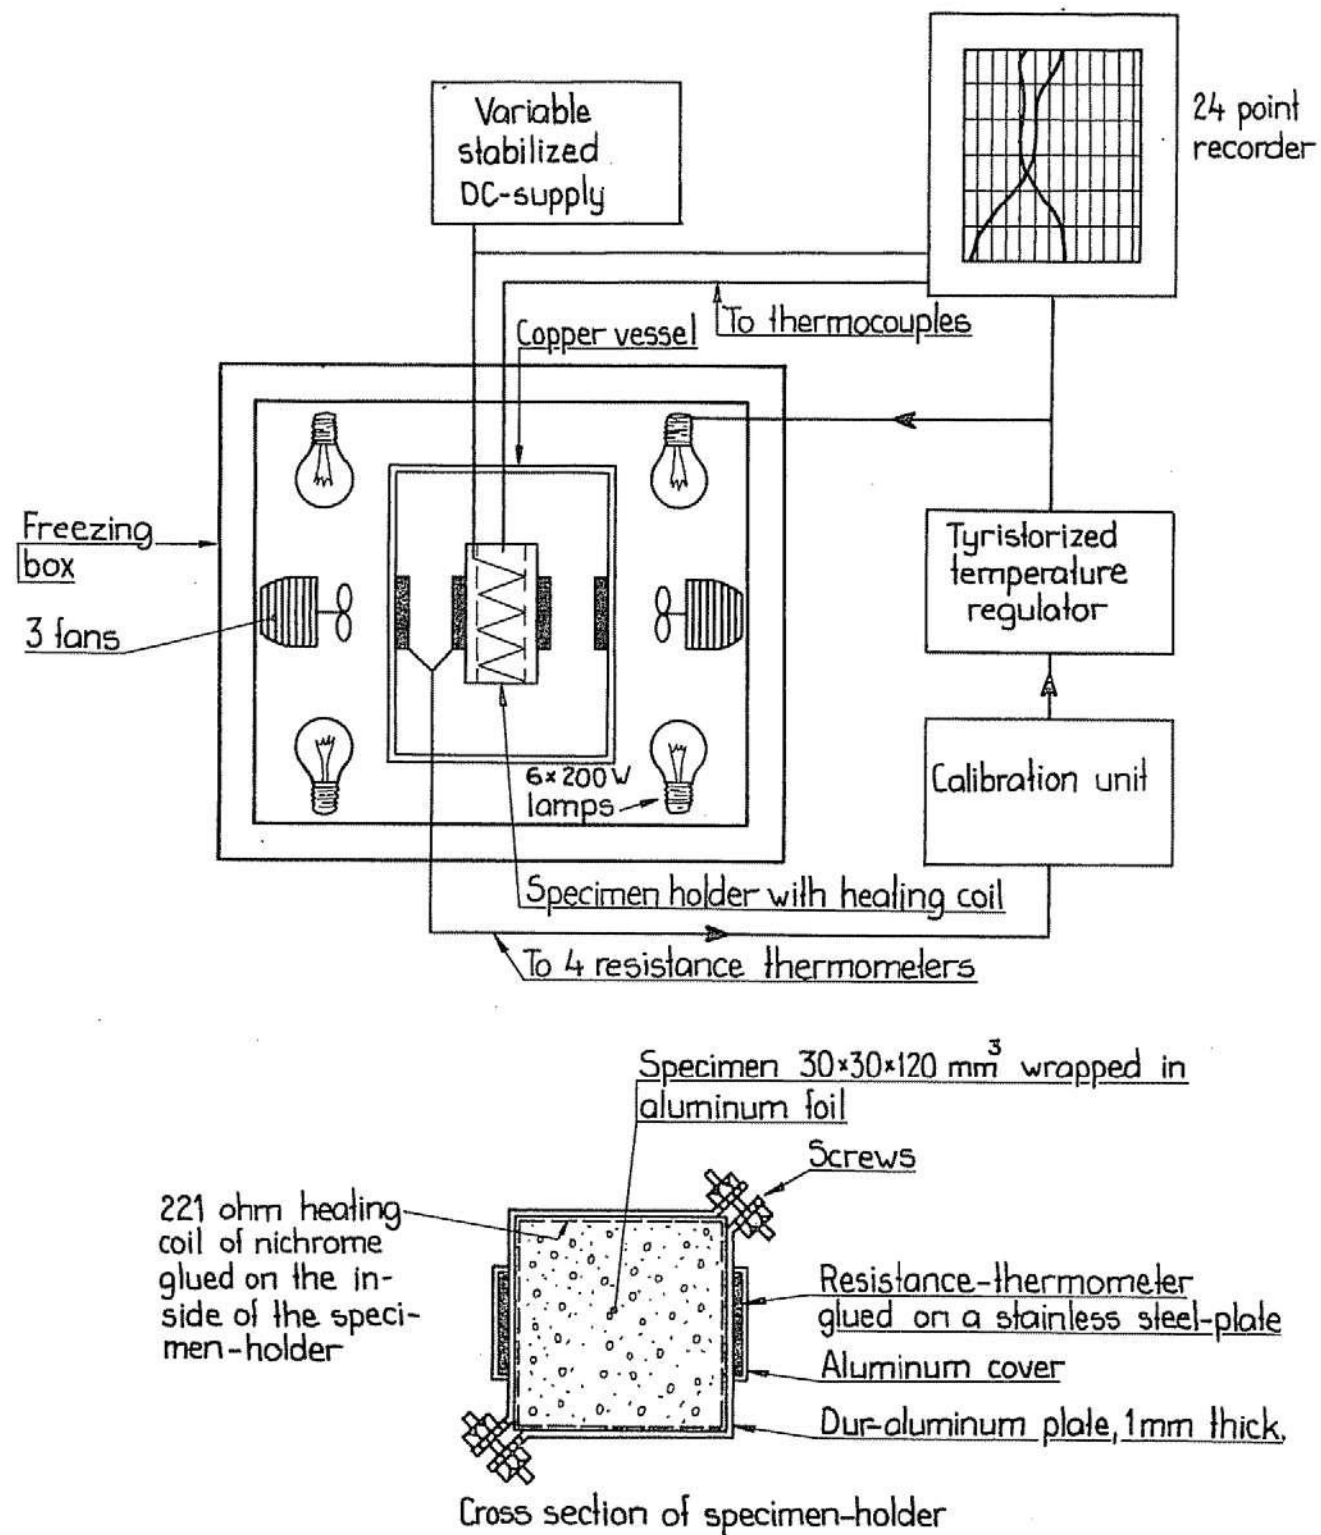 Variable
stabilized
DC-supply
24 point
recorder
To thermocouples
Copper vessel
Freezing
box
3 fans
Tyristorized
temperature
regulator
Calibration unit
6×200 W
lamps
Specimen holder with heating coil
To 4 resistance thermometers
Specimen 30×30×120 mm³ wrapped in
aluminum foil
Screws
221 ohm heating
coil of nichrome
glued on the in-
side of the speci-
men-holder
Resistance-thermometer
glued on a stainless steel-plate
Aluminum cover
Dur-aluminum plate, 1mm thick.
Cross section of specimen-holder